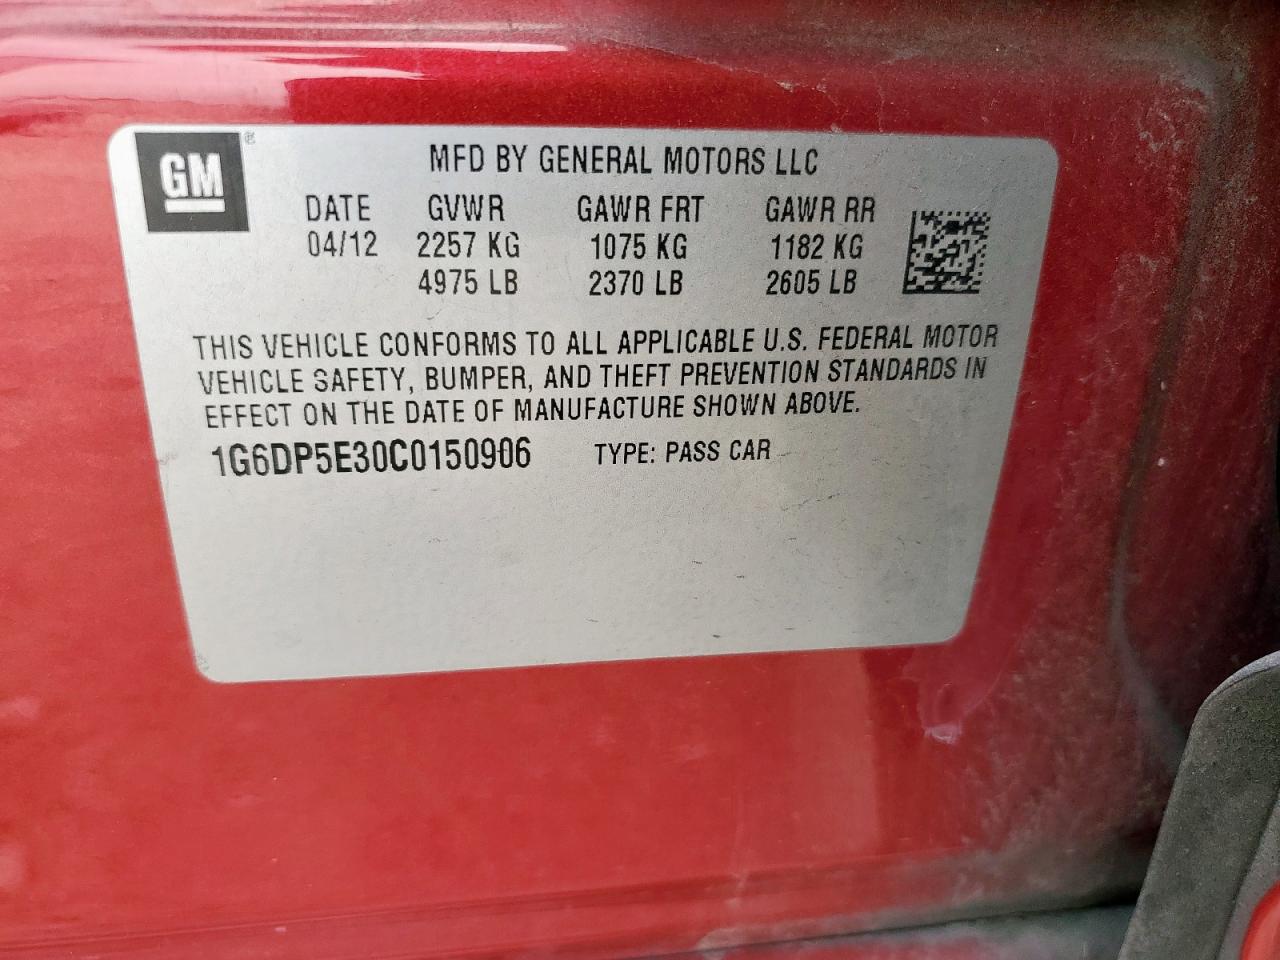 GM ®
MFD BY GENERAL MOTORS LLC
DATE GVWR GAWR FRT GAWR RR
04/12 2257 KG 1075 KG 1182 KG
4975 LB 2370 LB 2605 LB
THIS VEHICLE CONFORMS TO ALL APPLICABLE U.S. FEDERAL MOTOR
VEHICLE SAFETY, BUMPER, AND THEFT PREVENTION STANDARDS IN
EFFECT ON THE DATE OF MANUFACTURE SHOWN ABOVE.
1G6DP5E30C0150906 TYPE: PASS CAR